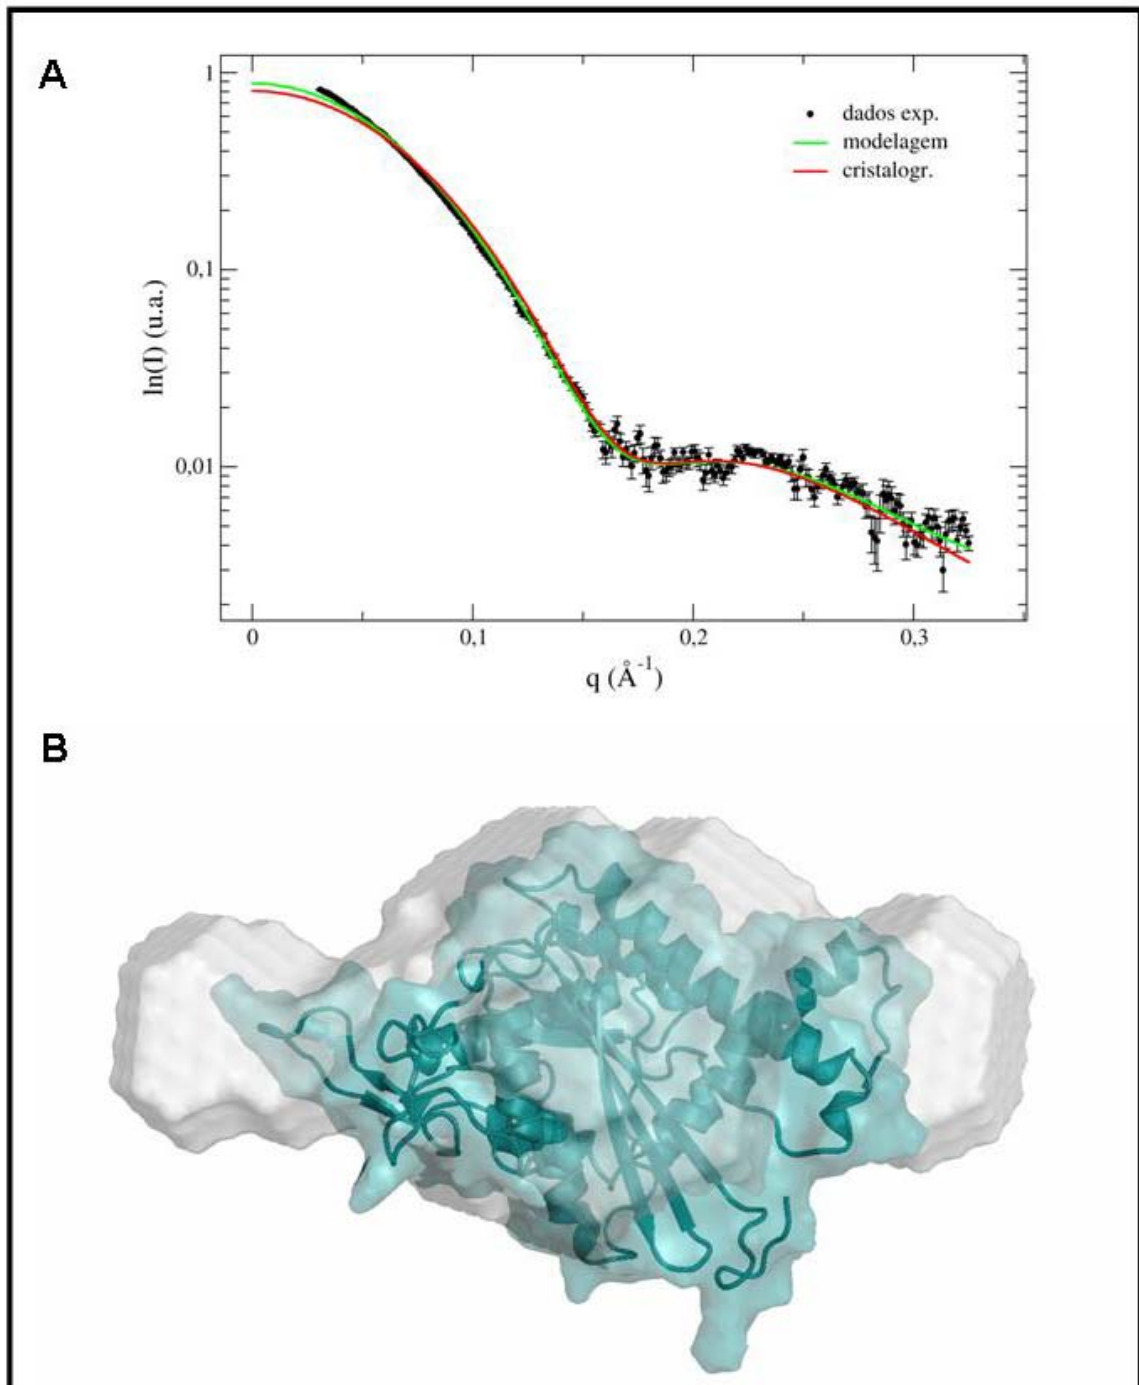 A
1
0,1
0,01
ln(I) (u.a.)
dados exp.
modelagem
cristalogr.
0
0,1
0,2
0,3
q (Å⁻¹)
B